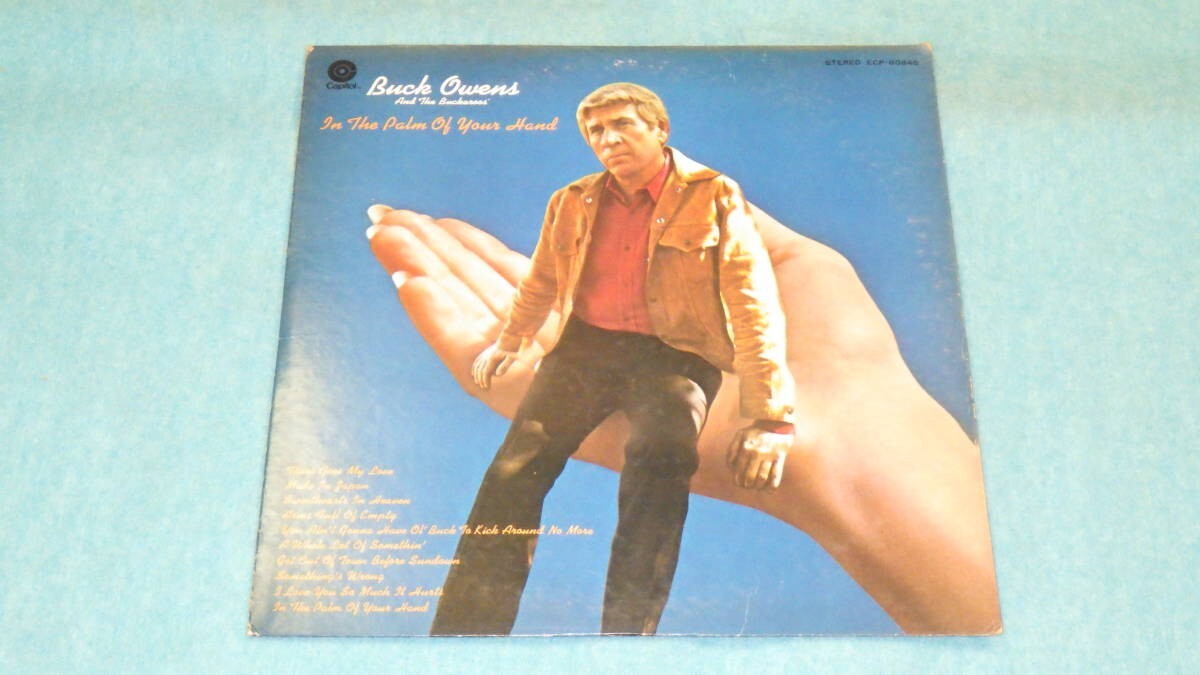 Capitol
Buck Owens
And The Buckaroos
In The Palm Of Your Hand
STEREO ECP-80846
There Goes My Love
Made In Japan
Sweethearts In Heaven
Arms Full Of Empty
You Ain't Gonna Have Ol' Buck To Kick Around No More
A Whole Lot Of Somethin'
Get Out Of Town Before Sundown
Something's Wrong
I Love You So Much It Hurts
In The Palm Of Your Hand